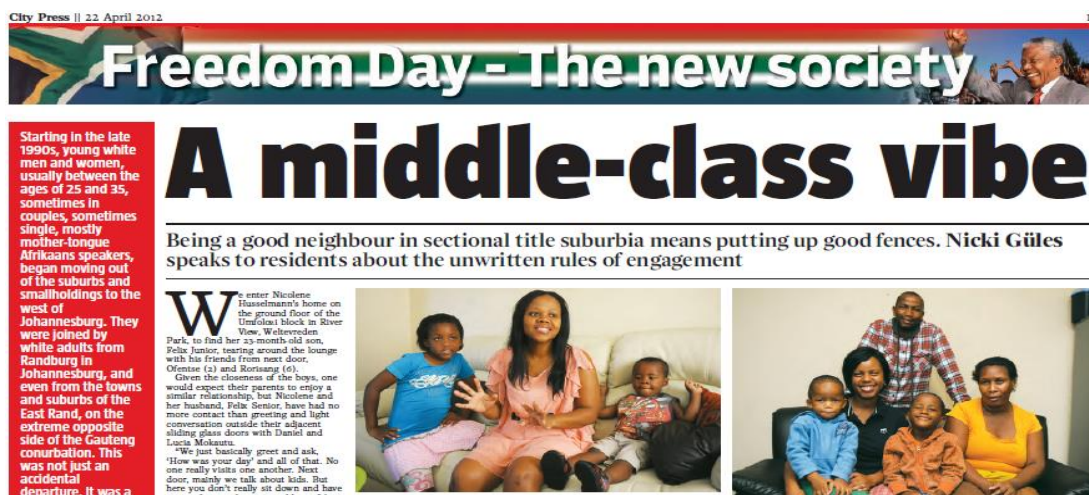 City Press || 22 April 2012
Freedom Day - The new society
Starting in the late
1990s, young white
men and women,
usually between the
ages of 25 and 35,
sometimes in
couples, sometimes
single, mostly
mother-tongue
Afrikaans speakers,
began moving out
of the suburbs and
smallholdings to the
west of
Johannesburg. They
were joined by
white adults from
Randburg in
Johannesburg, and
even from the towns
and suburbs of the
East Rand, on the
extreme opposite
side of the Gauteng
conurbation. This
was not just an
accidental
departure. It was a
A middle-class vibe
Being a good neighbour in sectional title suburbia means putting up good fences. Nicki Güles
speaks to residents about the unwritten rules of engagement
We enter Nicolene
Husselmann's home on
the ground floor of the
Umfolozi block in River
View, Weltevreden
Park, to find her 23-month-old son,
Felix Junior, tearing around the lounge
with his friends from next door,
Ofentse (2) and Rorisang (6).
Given the closeness of the boys, one
would expect their parents to enjoy a
similar relationship, but Nicolene and
her husband, Felix Senior, have had no
more contact than greeting and light
conversation outside their adjacent
sliding glass doors with Daniel and
Lucia Mokautu.
"We just basically greet and ask,
'How was your day' and all of that. No
one really visits one another. Next
door, mainly we talk about kids. But
here you don't really sit down and have